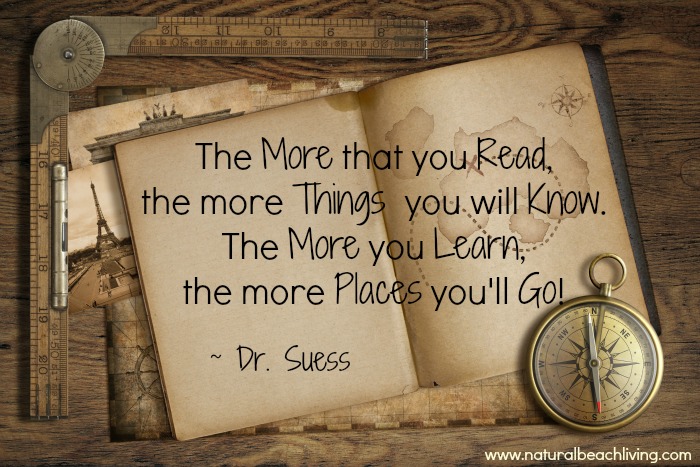 The More that you Read,
the more Things you will Know.
The More you Learn,
the more Places you'll Go!
~ Dr. Suess
www.naturalbeachliving.com